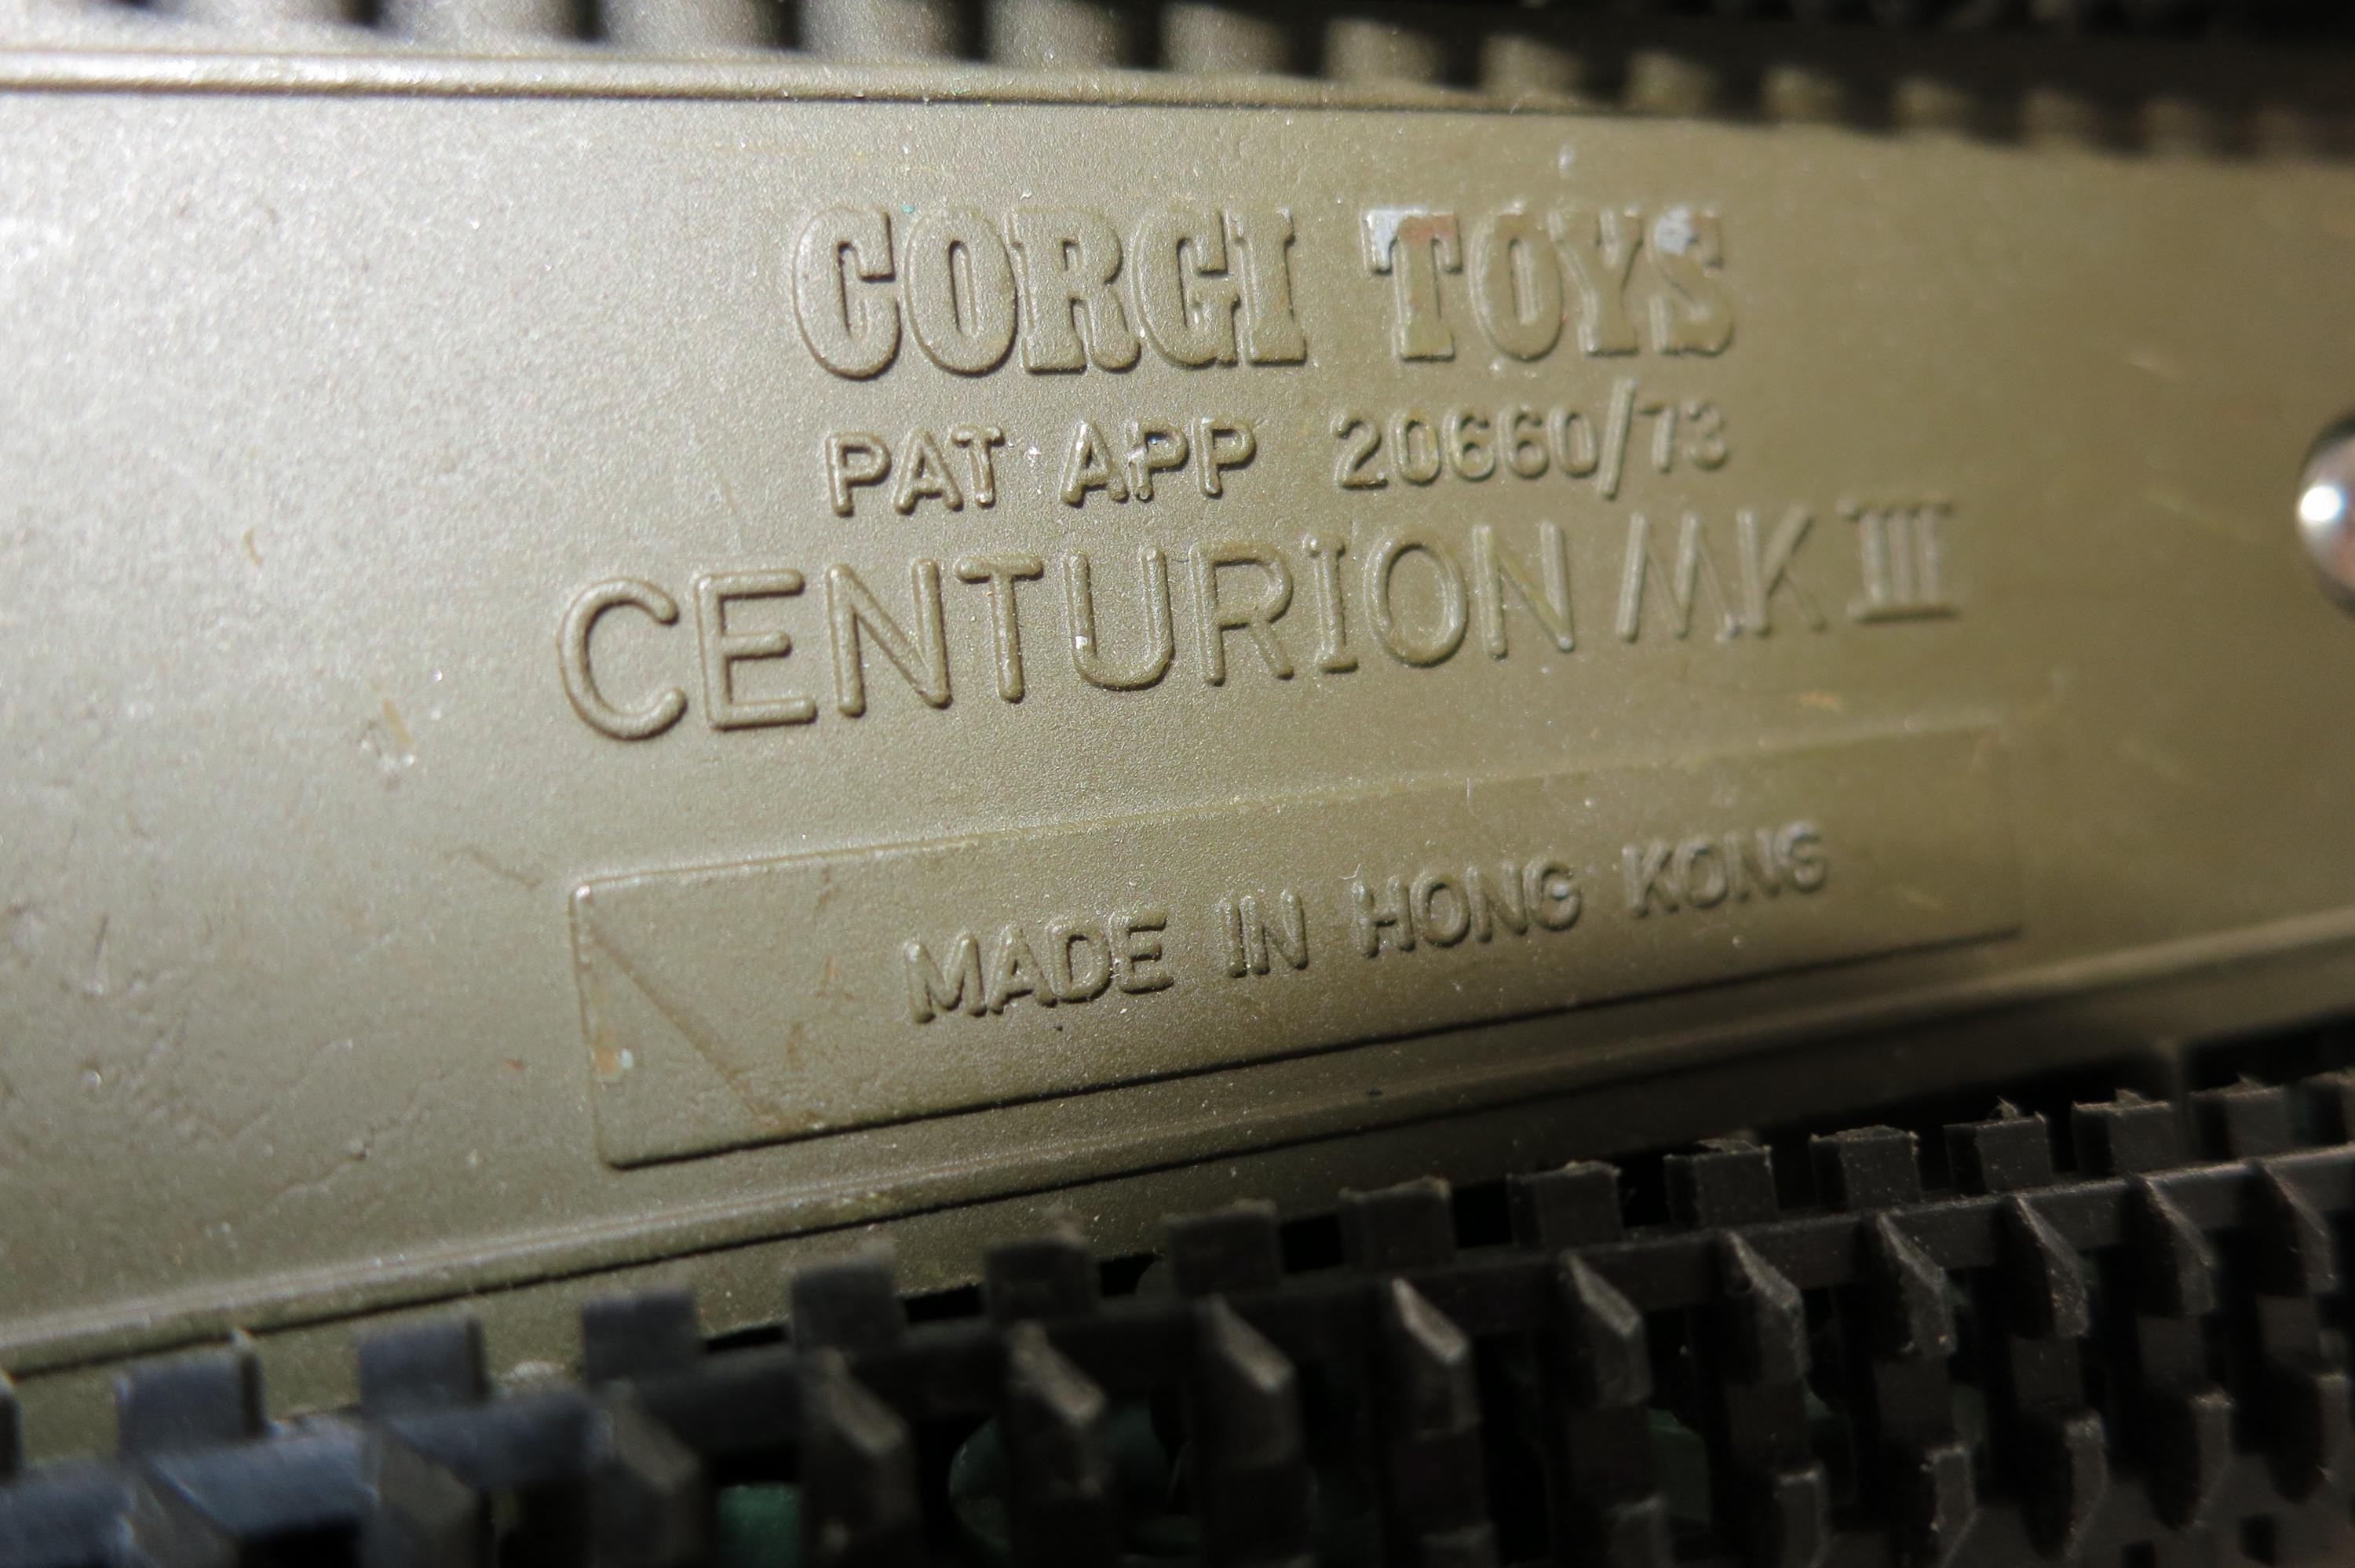 CORGI TOYS
PAT APP 20660/73
CENTURION MK III
MADE IN HONG KONG